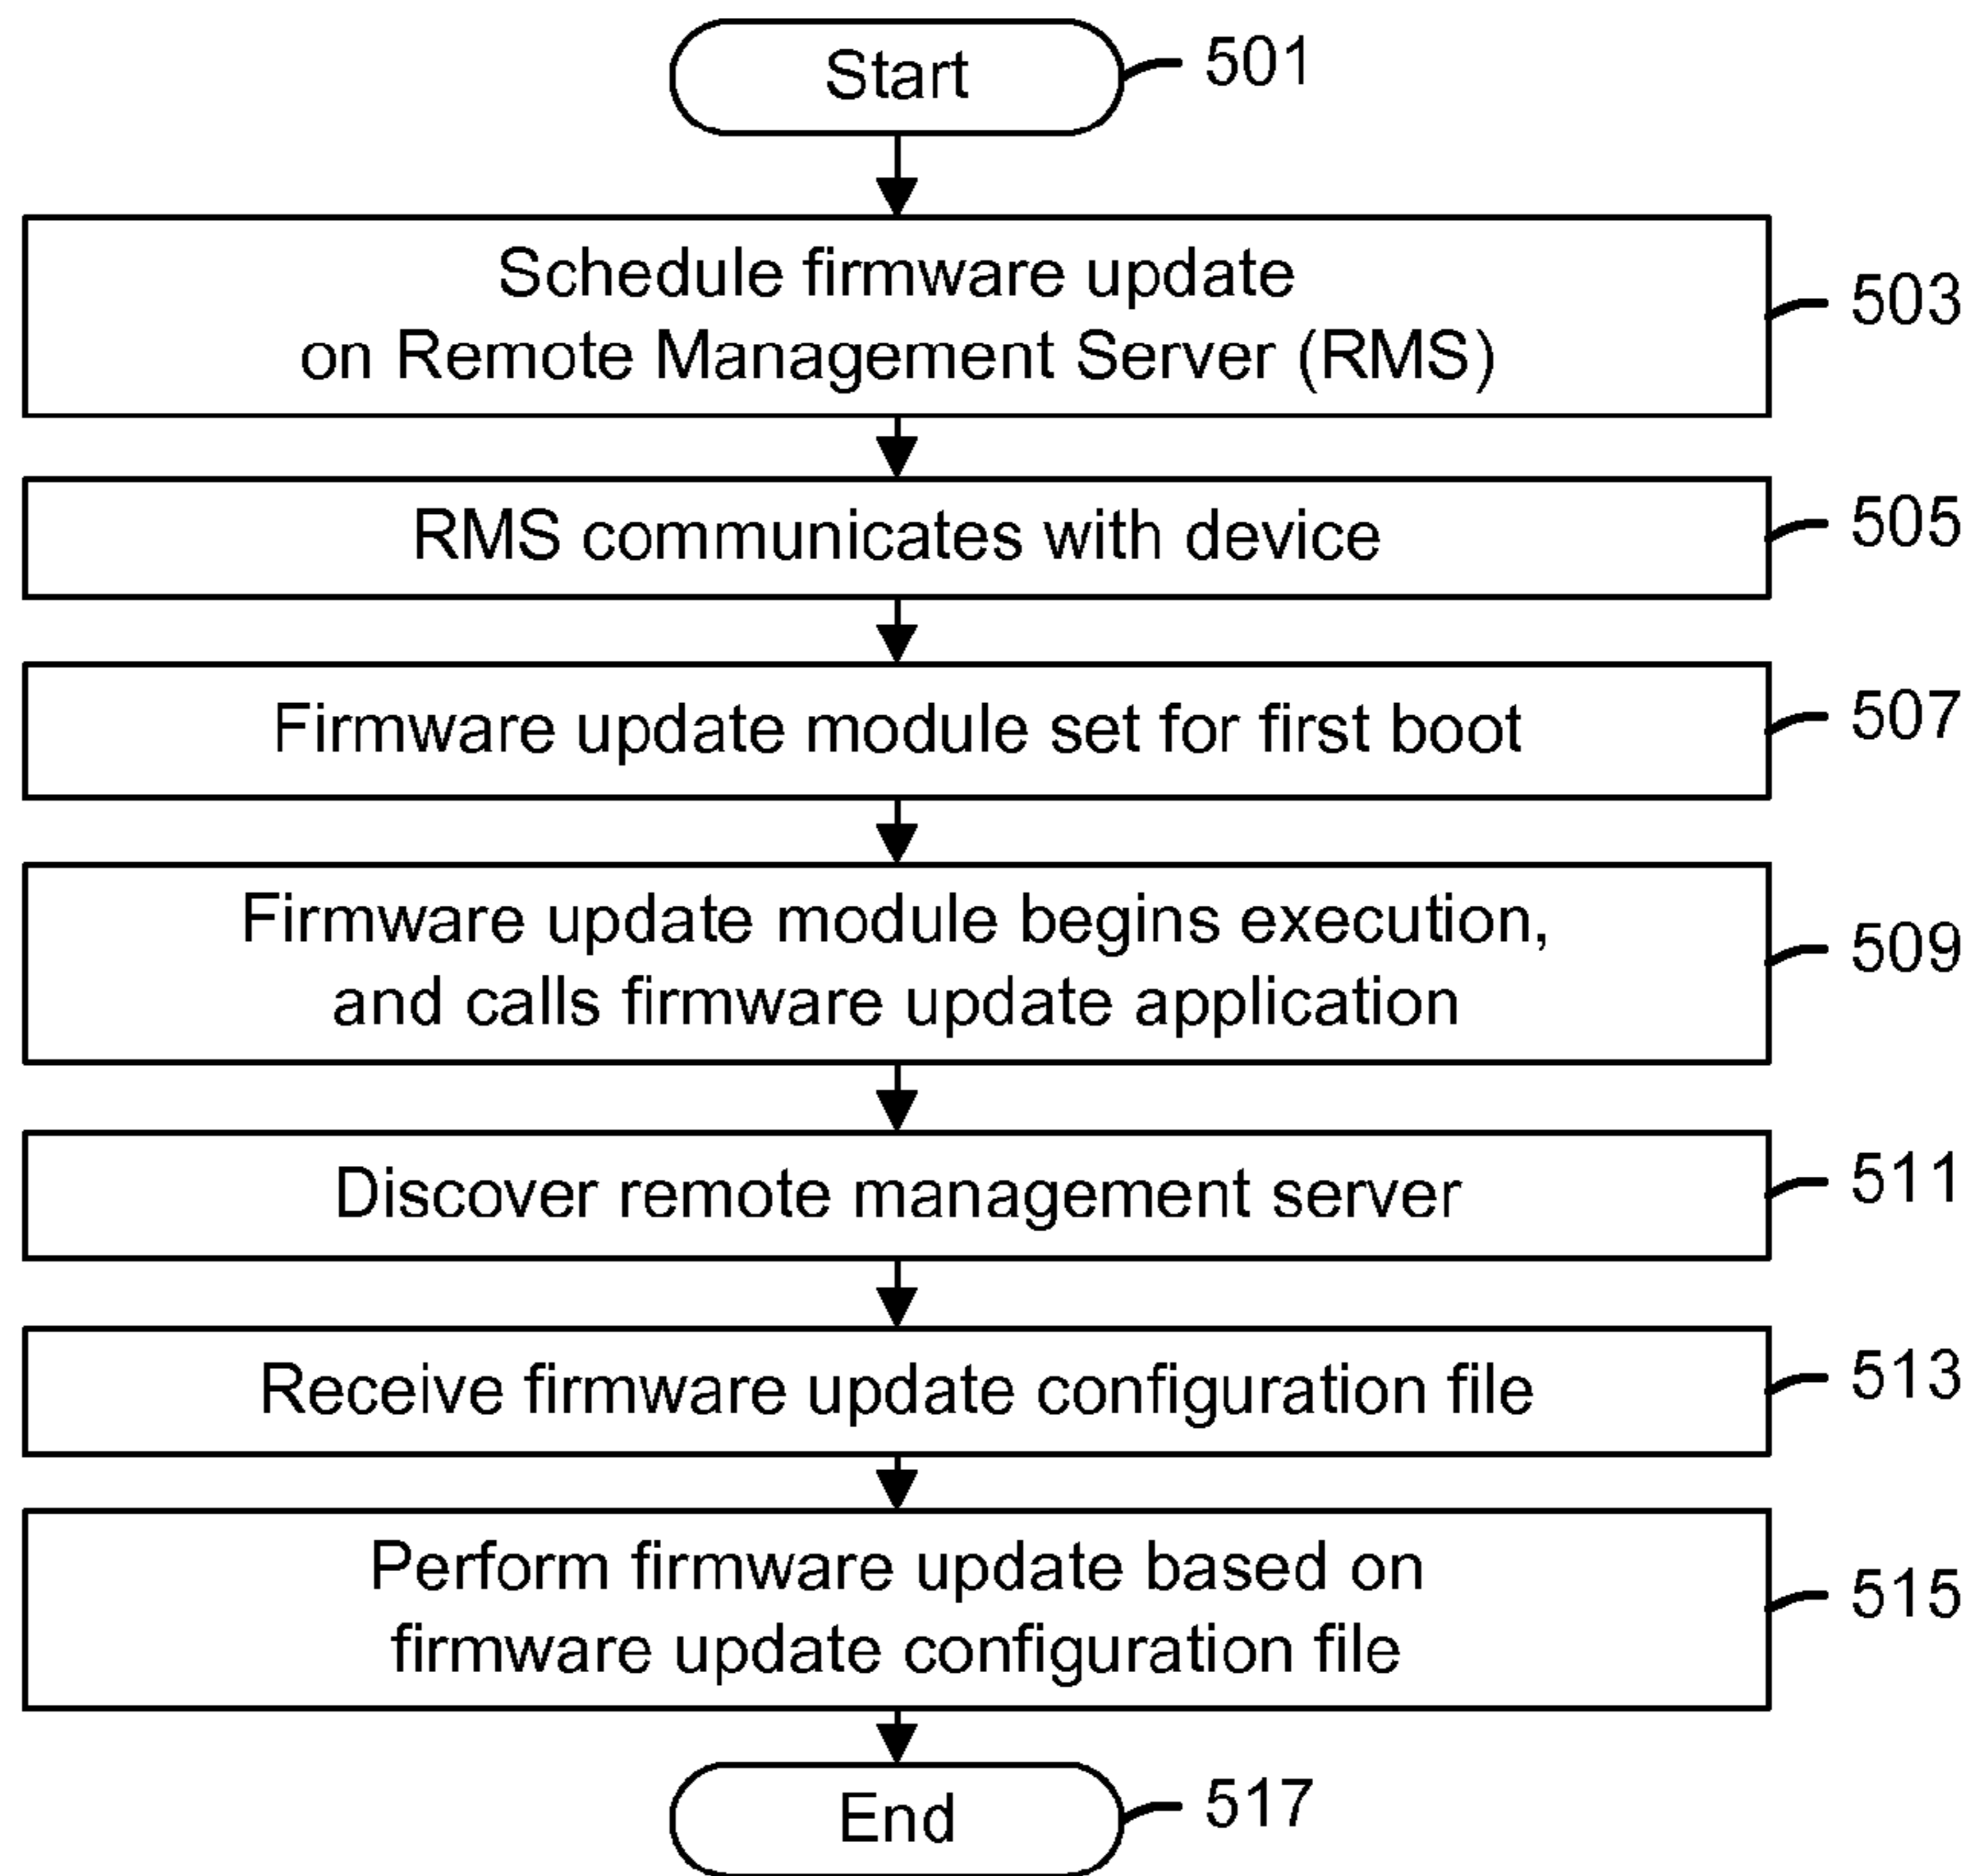 Start
501
Schedule firmware update
on Remote Management Server (RMS)
503
RMS communicates with device
505
Firmware update module set for first boot
507
Firmware update module begins execution,
and calls firmware update application
509
Discover remote management server
511
Receive firmware update configuration file
513
Perform firmware update based on
firmware update configuration file
515
End
517